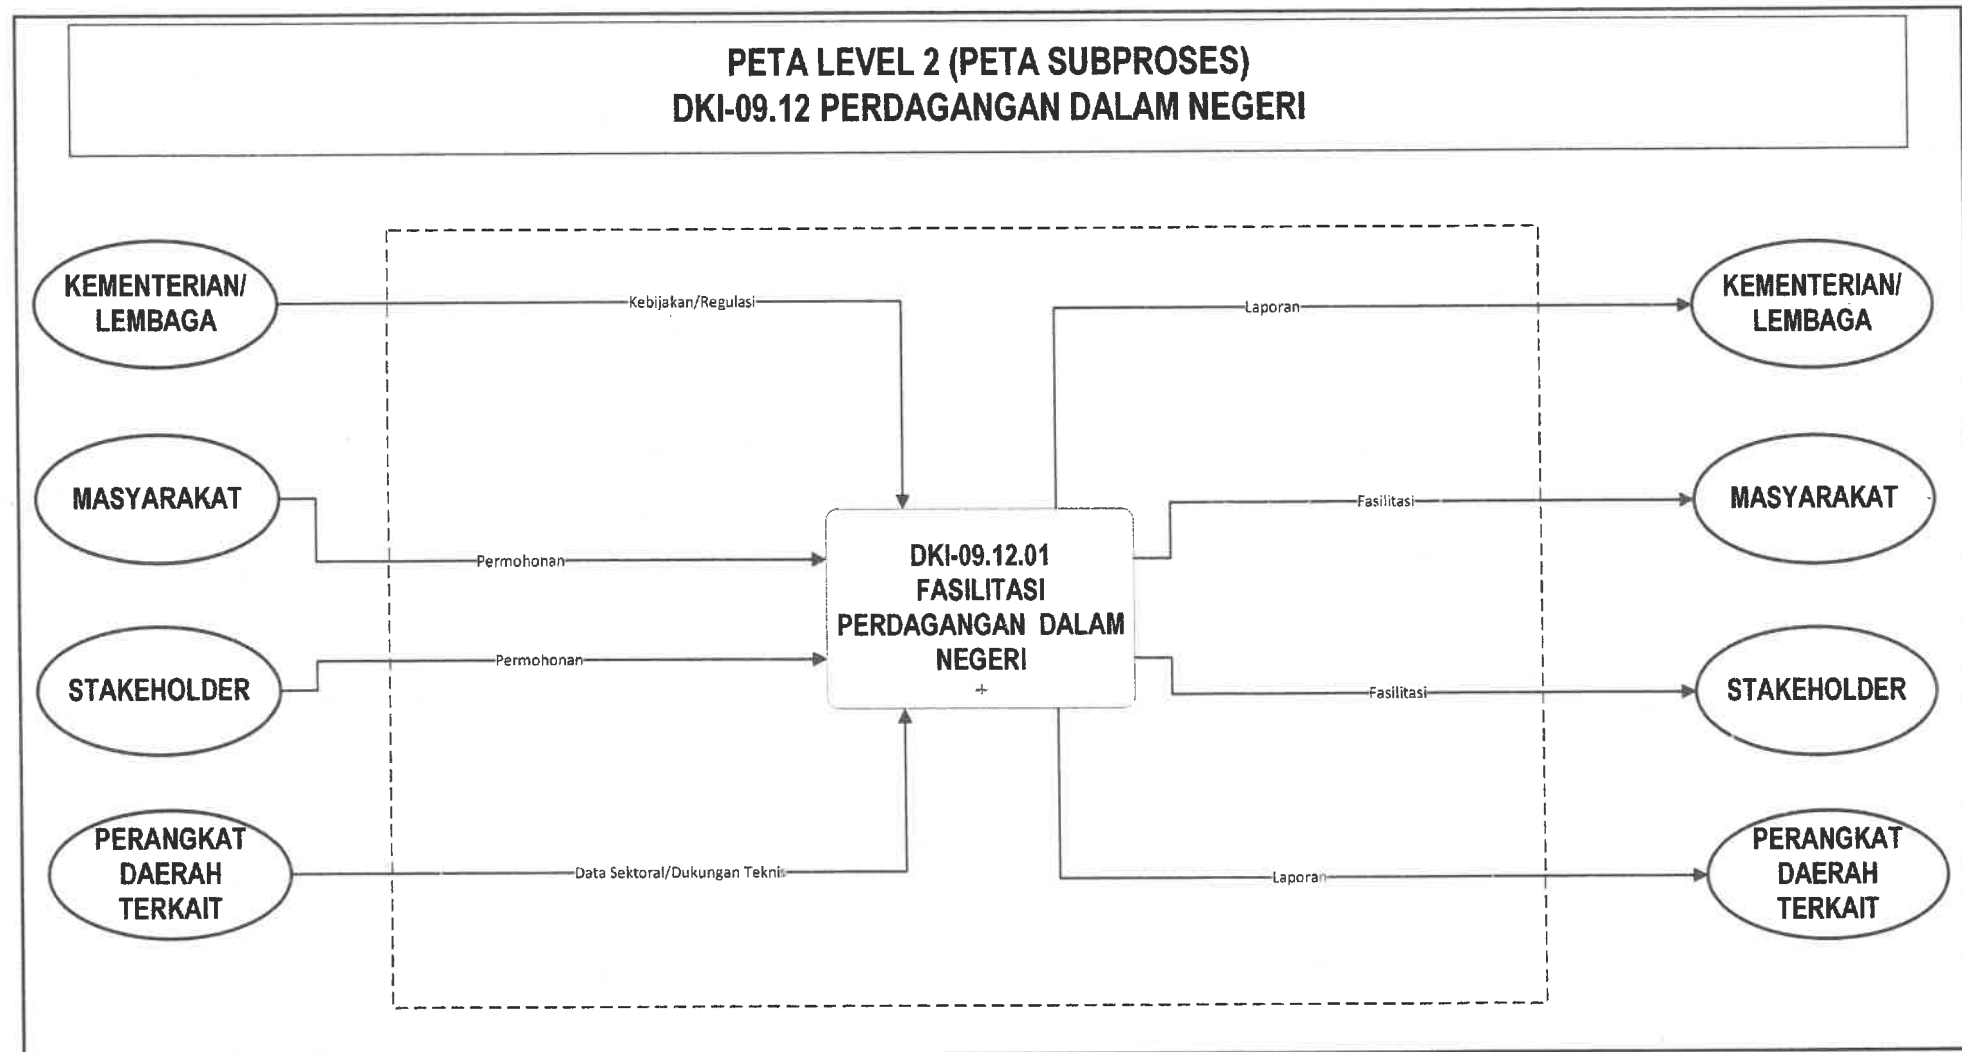 PETA LEVEL 2 (PETA SUBPROSES)
DKI-09.12 PERDAGANGAN DALAM NEGERI
KEMENTERIAN/
LEMBAGA
Kebijakan/Regulasi
Laporan
KEMENTERIAN/
LEMBAGA
MASYARAKAT
Permohonan
Fasilitasi
MASYARAKAT
DKI-09.12.01
FASILITASI
PERDAGANGAN DALAM
NEGERI
+
STAKEHOLDER
Permohonan
Fasilitasi
STAKEHOLDER
PERANGKAT
DAERAH
TERKAIT
Data Sektoral/Dukungan Teknis
Laporan
PERANGKAT
DAERAH
TERKAIT